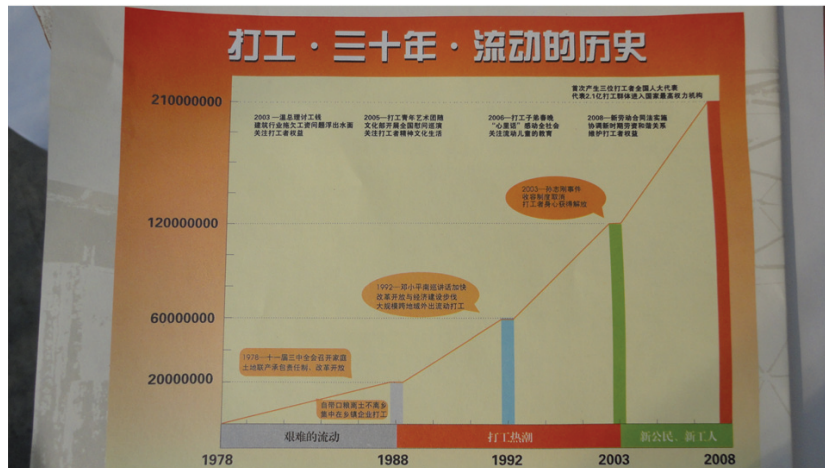 打工·三十年·流动的历史
首次产生三位打工者全国人大代表
代表2.1亿打工群体进入国家最高权力机构
210000000
2003 —温总理讨工钱
建筑行业拖欠工资问题浮出水面
关注打工者权益
2005—打工青年艺术团随
文化部开展全国慰问巡演
关注打工者精神文化生活
2006—打工子弟春晚
“心里话”感动全社会
关注流动儿童的教育
2008—新劳动合同法实施
协调新时期劳资和谐关系
维护打工者权益
2003—孙志刚事件
收容制度取消
打工者身心获得解放
120000000
1992—邓小平南巡讲话加快
改革开放与经济建设步伐
大规模跨地域外出流动打工
60000000
1978—十一届三中全会召开家庭
土地联产承包责任制、改革开放
20000000
自带口粮离土不离乡
集中在乡镇企业打工
艰难的流动
打工热潮
新公民、新工人
1978
1988
1992
2003
2008